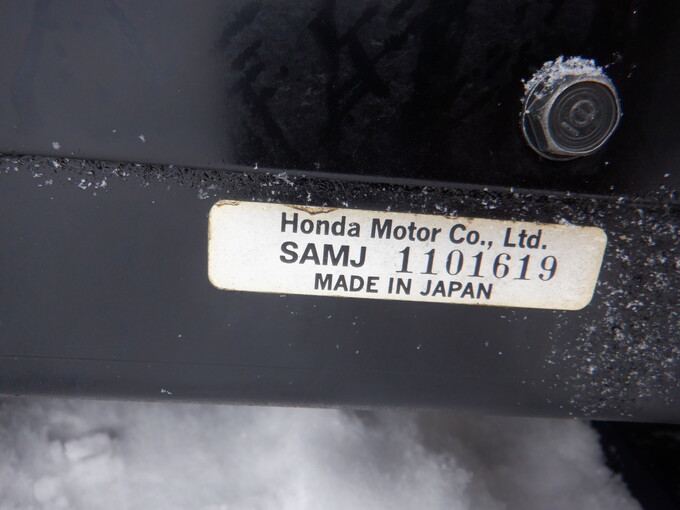 Honda Motor Co., Ltd.
SAMJ 1101619
MADE IN JAPAN